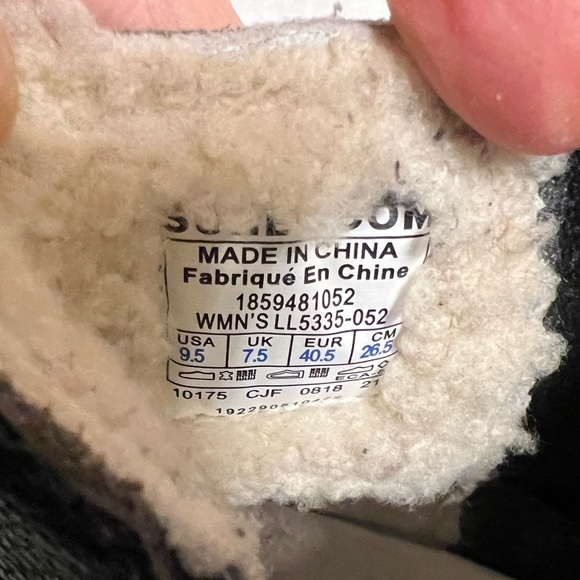 MADE IN CHINA
Fabriqué En Chine
1859481052
WMN'S LL5335-052
USA UK EUR CM
9.5 7.5 40.5 26.5
10175 CJF 0818 21